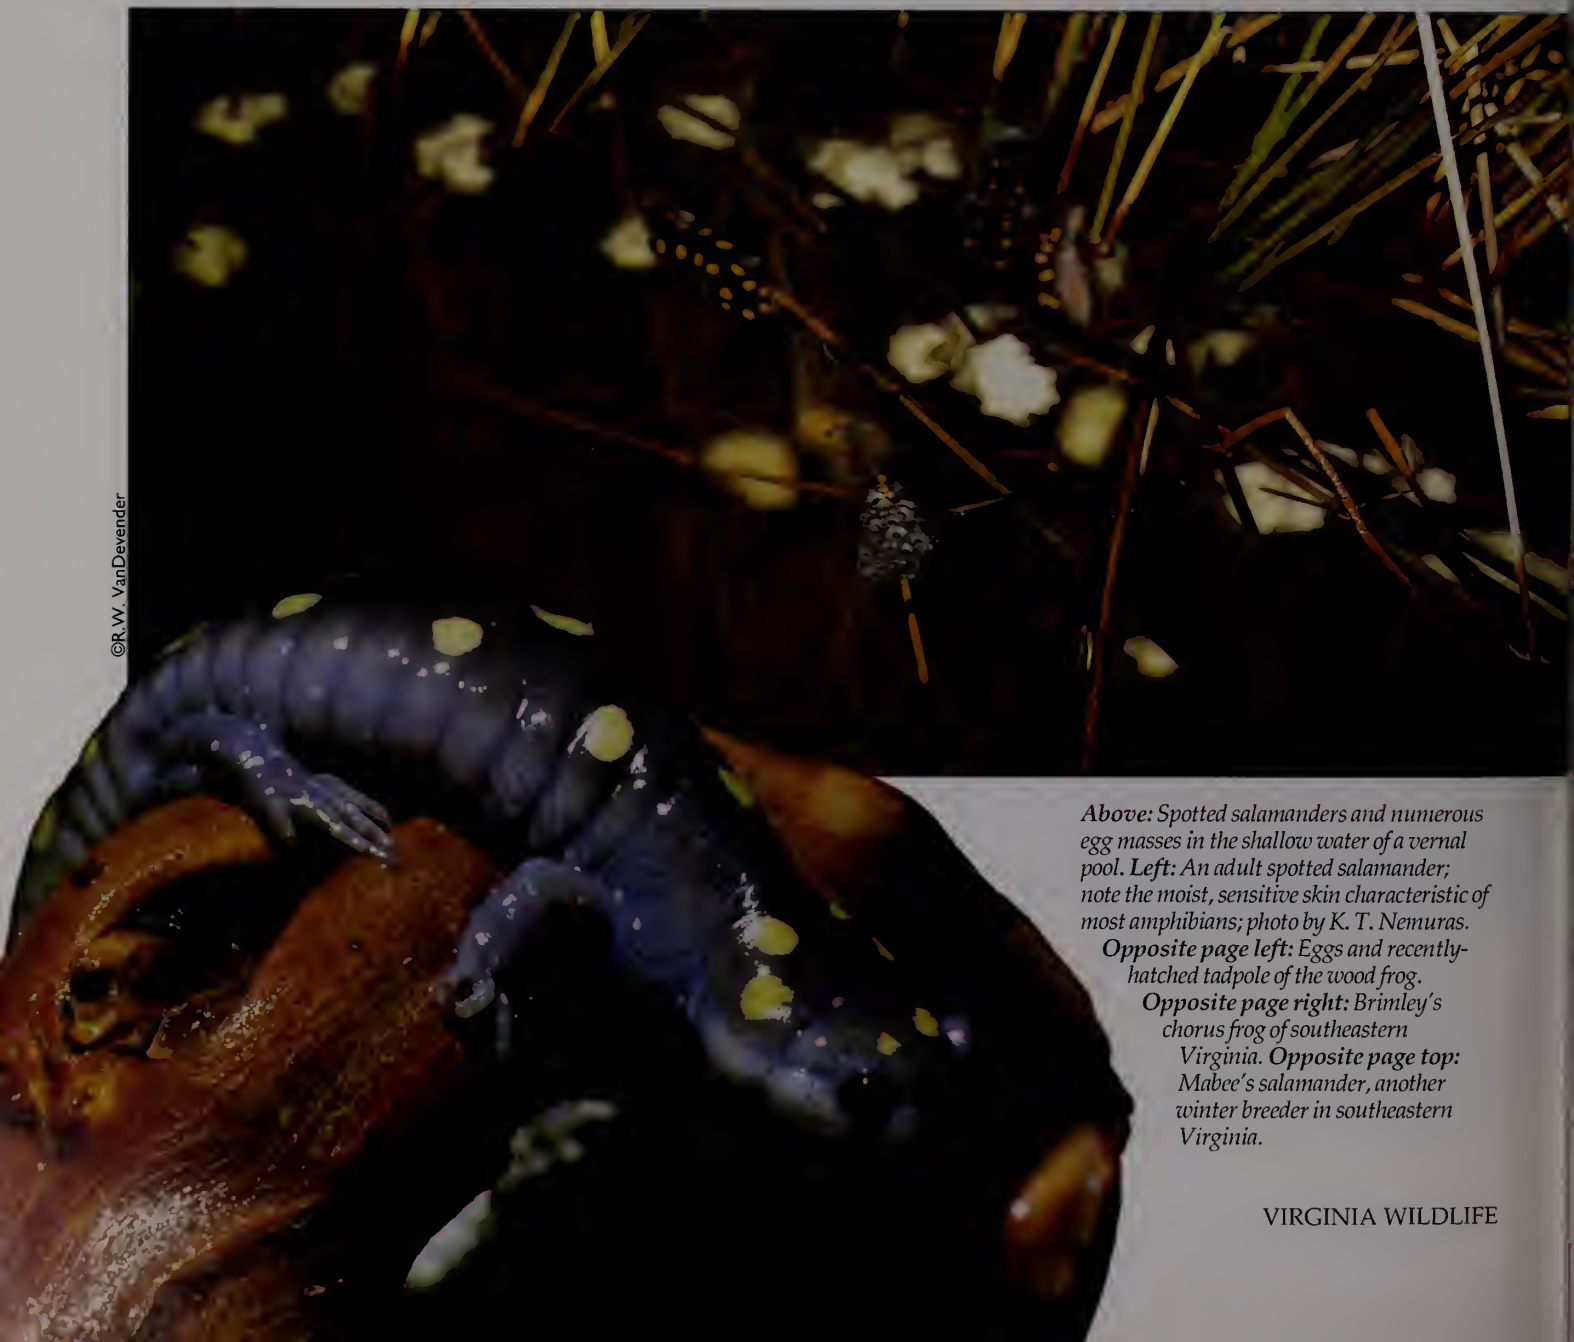 ©R.W. VanDevender
Above: Spotted salamanders and numerous
egg masses in the shallow water of a vernal
pool. Left: An adult spotted salamander;
note the moist, sensitive skin characteristic of
most amphibians; photo by K. T. Nemuras.
Opposite page left: Eggs and recently-
hatched tadpole of the wood frog.
Opposite page right: Brimley's
chorus frog of southeastern
Virginia. Opposite page top:
Mabee's salamander, another
winter breeder in southeastern
Virginia.
VIRGINIA WILDLIFE